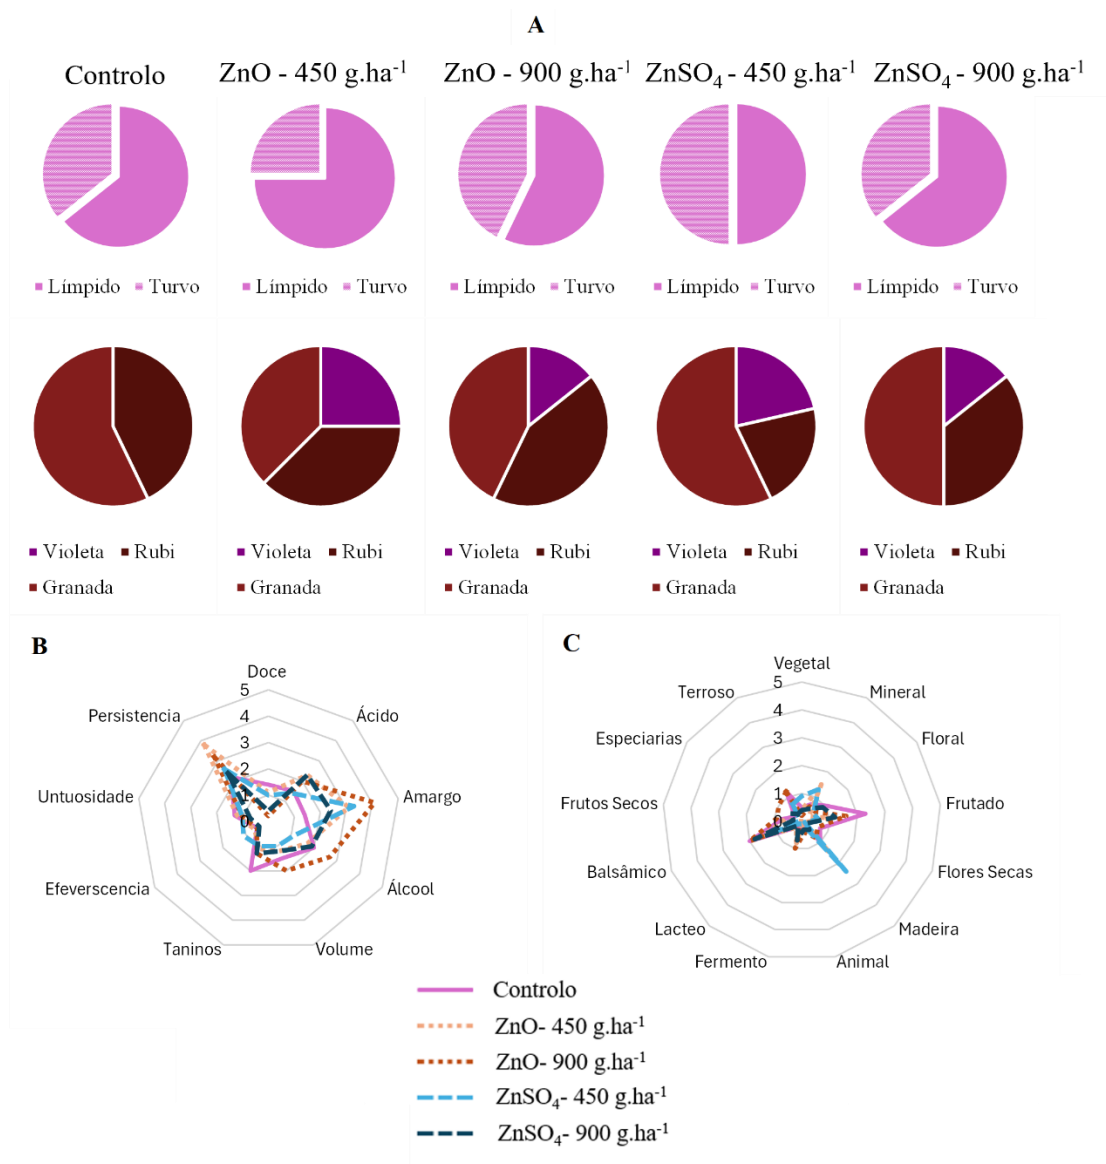 A
Controlo
ZnO - 450 g.ha⁻¹
ZnO - 900 g.ha⁻¹
ZnSO₄ - 450 g.ha⁻¹
ZnSO₄ - 900 g.ha⁻¹
Límpido Turvo
Límpido Turvo
Límpido Turvo
Límpido Turvo
Límpido Turvo
Violeta Rubi
Granada
Violeta Rubi
Granada
Violeta Rubi
Granada
Violeta Rubi
Granada
Violeta Rubi
Granada
B
Doce
Ácido
Amargo
Álcool
Volume
Taninos
Efeverscencia
Untuosidade
Persistencia
5
4
3
2
1
0
C
Vegetal
Mineral
Floral
Frutado
Flores Secas
Madeira
Animal
Fermento
Lacteo
Balsâmico
Frutos Secos
Especiarias
Terroso
5
4
3
2
1
0
Controlo
ZnO- 450 g.ha⁻¹
ZnO- 900 g.ha⁻¹
ZnSO₄- 450 g.ha⁻¹
ZnSO₄- 900 g.ha⁻¹